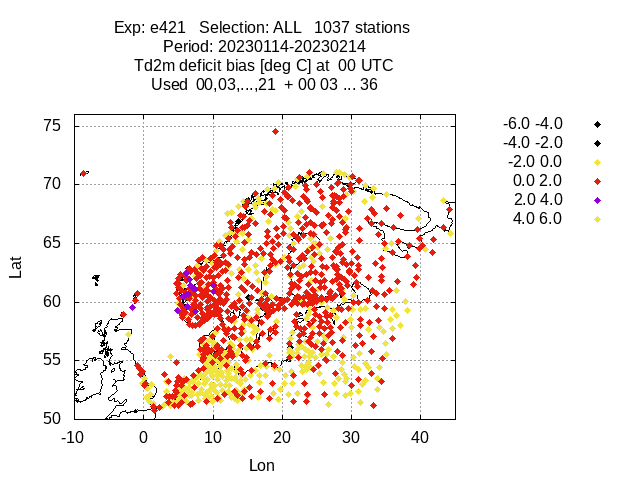 Exp: e421   Selection: ALL   1037 stations
Period: 20230114-20230214
Td2m deficit bias [deg C] at  00 UTC
Used  00,03,...,21  + 00 03 ... 36
-6.0 -4.0
-4.0 -2.0
-2.0 0.0
0.0 2.0
2.0 4.0
4.0 6.0
75
70
65
60
55
50
Lat
-10 0 10 20 30 40
Lon